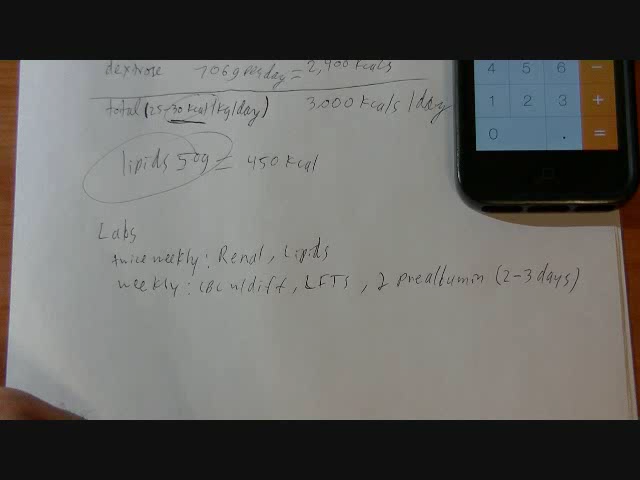 dextrose 706g per day = 2,400 kcals
total (25-30 kcal/kg/day) 3,000 kcals/day
lipids 50g = 450 kcal
Labs
twice weekly: Renal, Lipids
weekly: CBC w/diff, LFTS, prealbumin (2-3 days)
4 5 6 −
1 2 3 +
0 . =